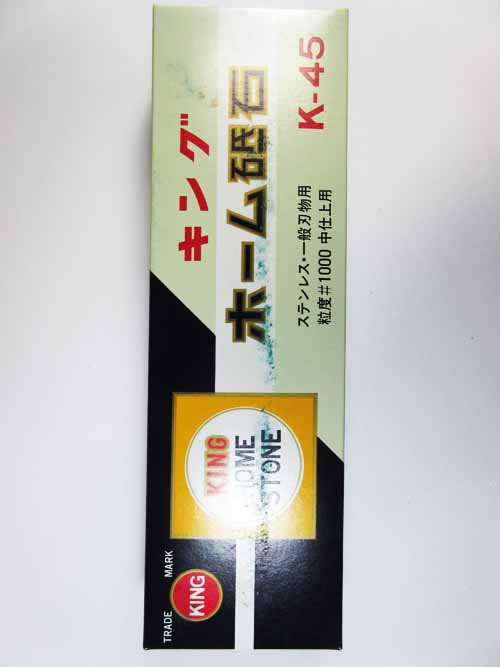 キング
ホーム砥石
K-45
ステンレス・一般刃物用
粒度#1000 中仕上用
KING
HOME
STONE
TRADE MARK
KING